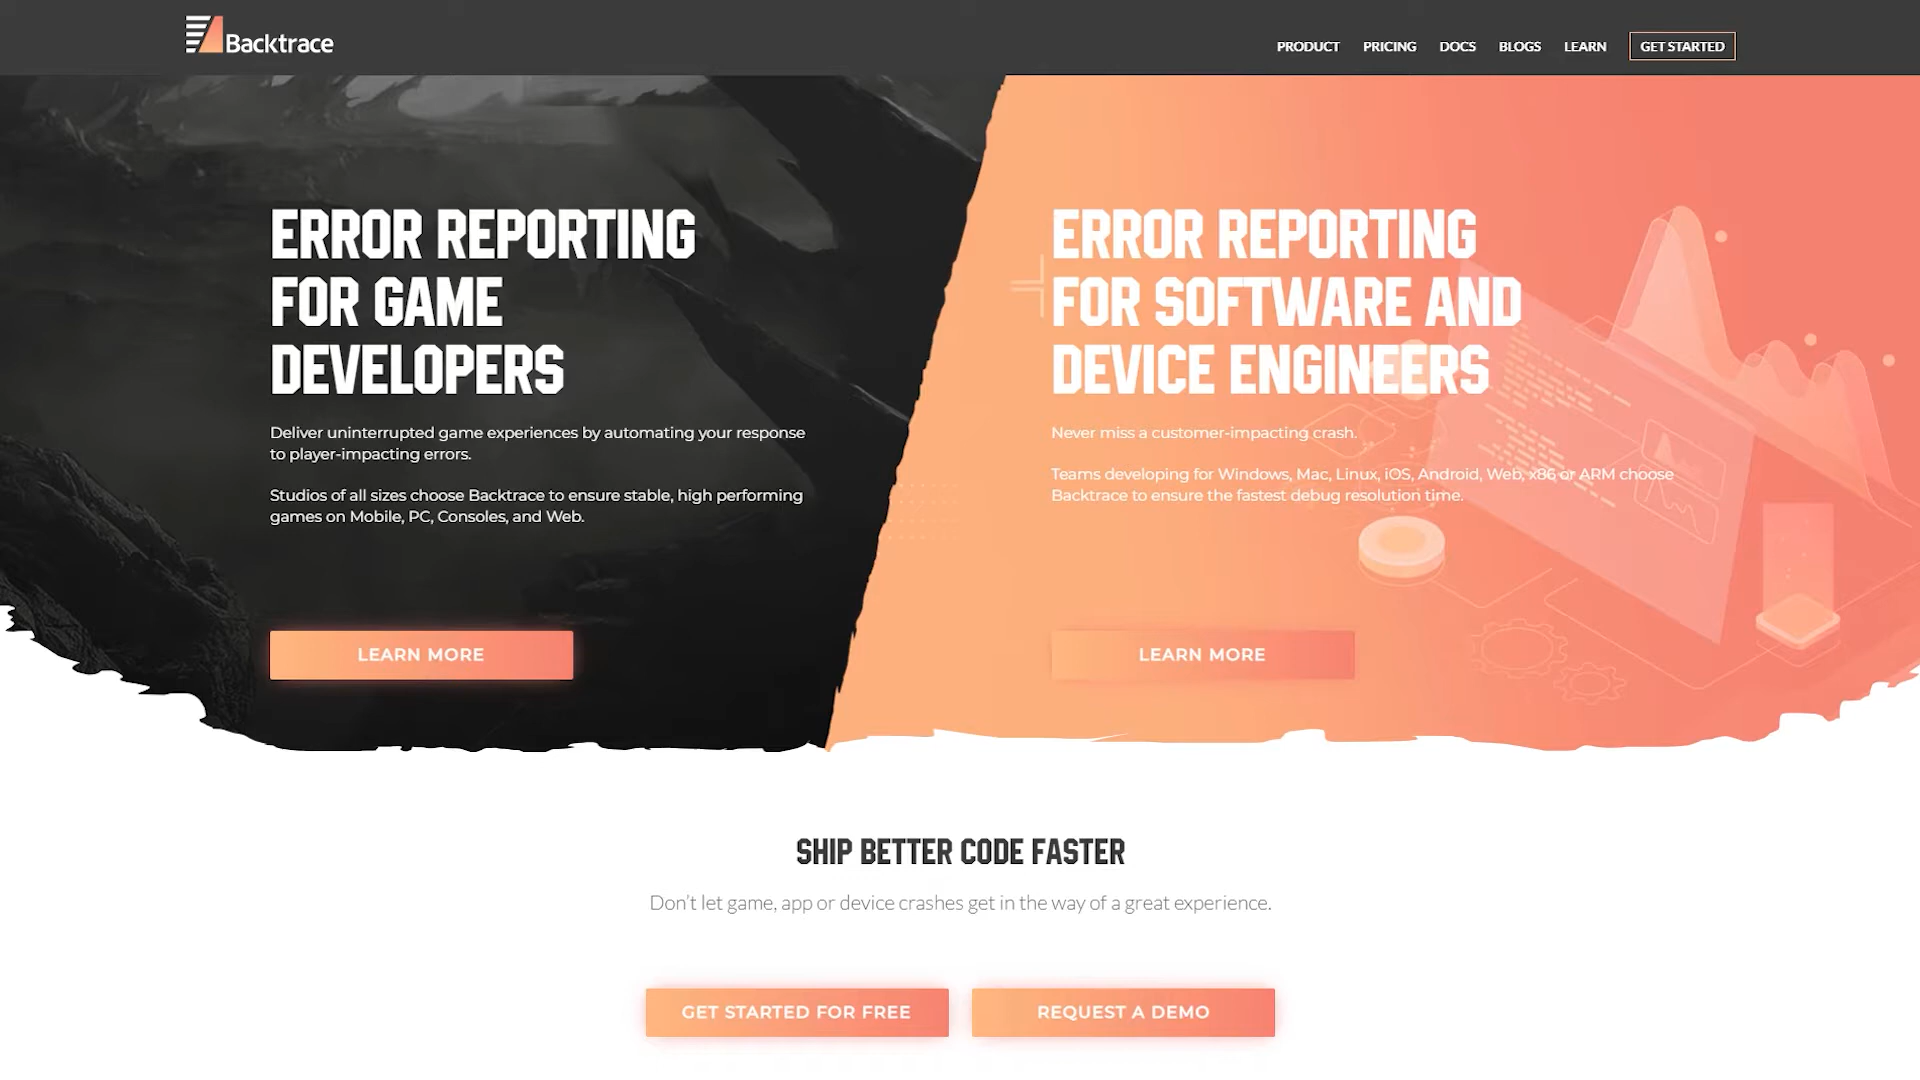 Backtrace
PRODUCT
PRICING
DOCS
BLOGS
LEARN
GET STARTED
ERROR REPORTING
FOR GAME
DEVELOPERS
Deliver uninterrupted game experiences by automating your response
to player-impacting errors.
Studios of all sizes choose Backtrace to ensure stable, high performing
games on Mobile, PC, Consoles, and Web.
LEARN MORE
ERROR REPORTING
FOR SOFTWARE AND
DEVICE ENGINEERS
Never miss a customer-impacting crash.
Teams developing for Windows, Mac, Linux, iOS, Android, Web, x86 or ARM choose
Backtrace to ensure the fastest debug resolution time.
LEARN MORE
SHIP BETTER CODE FASTER
Don't let game, app or device crashes get in the way of a great experience.
GET STARTED FOR FREE
REQUEST A DEMO